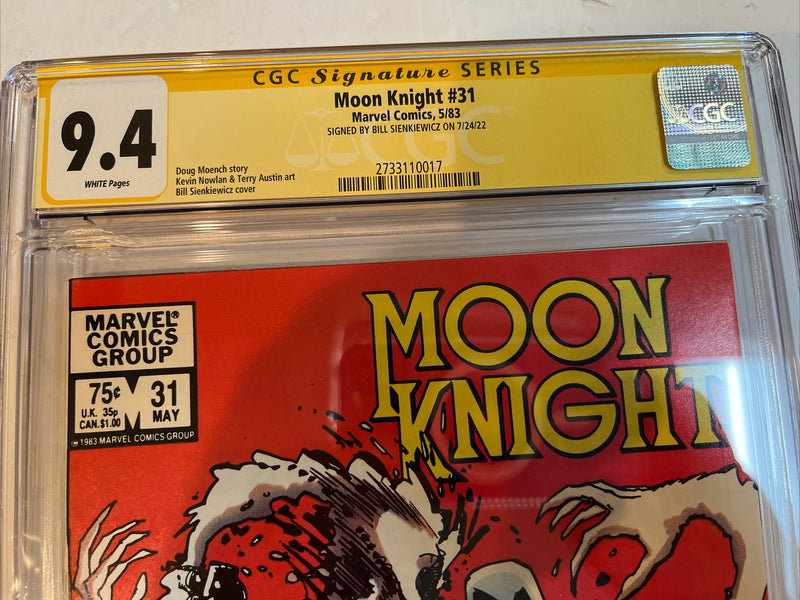 CGC Signature SERIES
9.4
WHITE Pages
Moon Knight #31
Marvel Comics, 5/83
SIGNED BY BILL SIENKIEWICZ ON 7/24/22
Doug Moench story
Kevin Nowlan & Terry Austin art
Bill Sienkiewicz cover
2733110017
CGC
CGC
MARVEL®
COMICS
GROUP
75¢
U.K. 35p
CAN. $1.00
31
MAY
© 1983 MARVEL COMICS GROUP
MOON
KNIGHT